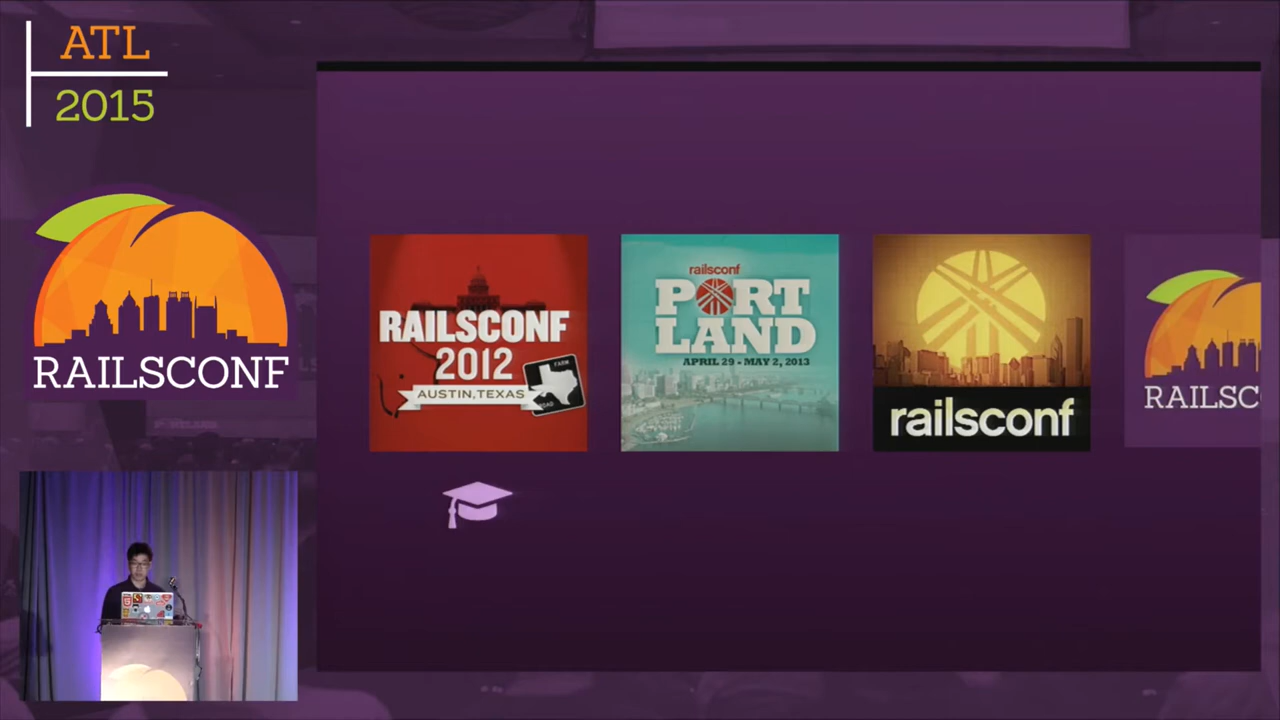 ATL
2015
RAILSCONF
RAILSCONF
2012
AUSTIN, TEXAS
railsconf
PORT
LAND
APRIL 29 - MAY 2, 2013
railsconf
RAILSC